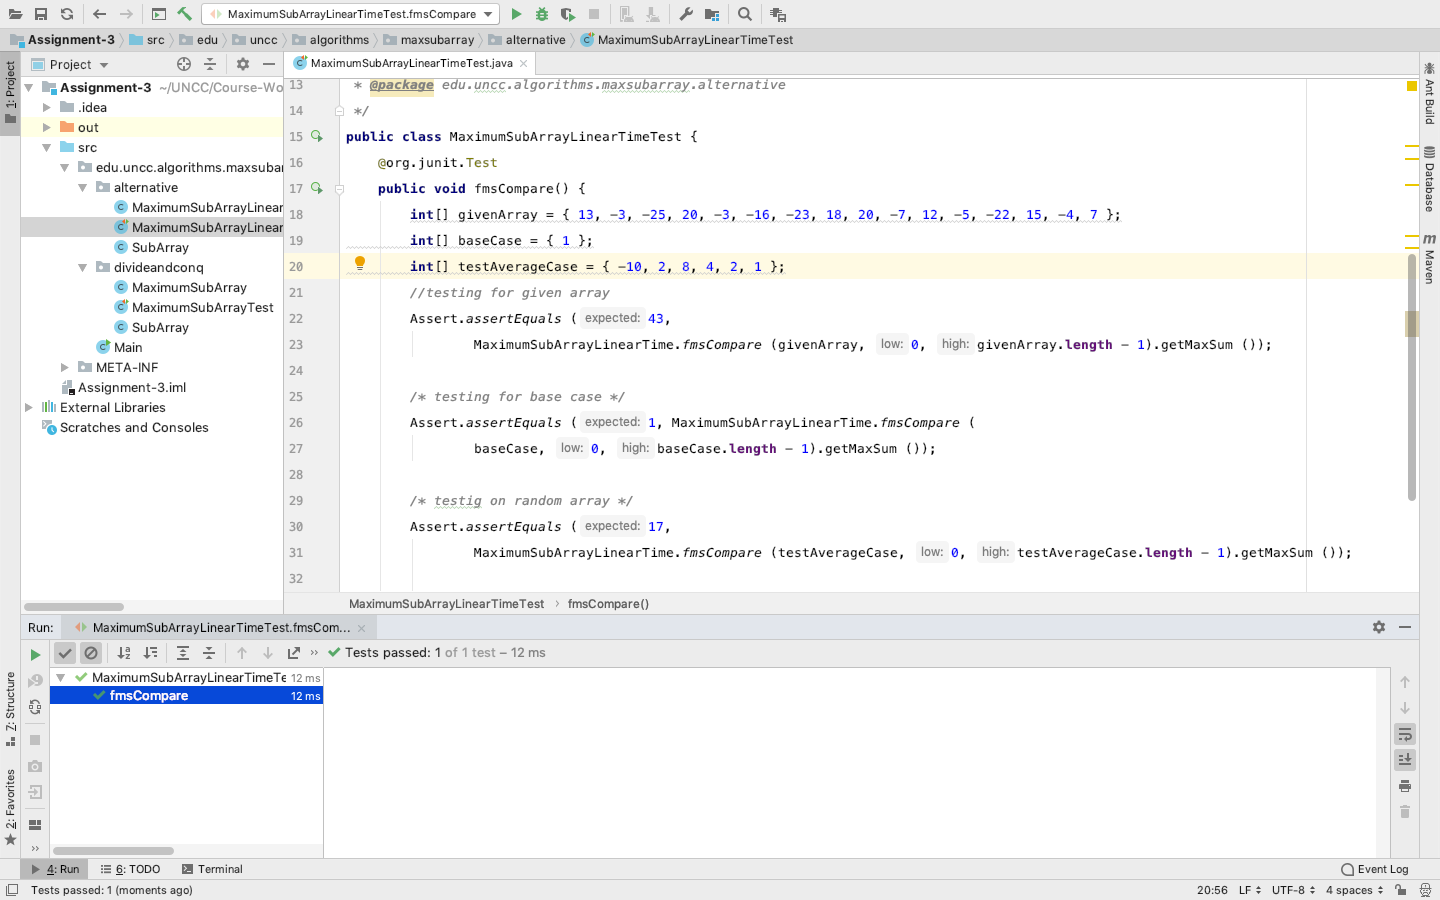 MaximumSubArrayLinearTimeTest.fmsCompare
Assignment-3 src edu uncc algorithms maxsubarray alternative MaximumSubArrayLinearTimeTest
1: Project
Project
MaximumSubArrayLinearTimeTest.java
Assignment-3 ~/UNCC/Course-Wo
.idea
out
src
edu.uncc.algorithms.maxsubar
alternative
MaximumSubArrayLinear
MaximumSubArrayLinear
SubArray
divideandconq
MaximumSubArray
MaximumSubArrayTest
SubArray
Main
META-INF
Assignment-3.iml
External Libraries
Scratches and Consoles
13 * @package edu.uncc.algorithms.maxsubarray.alternative
14 */
15 public class MaximumSubArrayLinearTimeTest {
16 @org.junit.Test
17 public void fmsCompare() {
18 int[] givenArray = { 13, -3, -25, 20, -3, -16, -23, 18, 20, -7, 12, -5, -22, 15, -4, 7 };
19 int[] baseCase = { 1 };
20 int[] testAverageCase = { -10, 2, 8, 4, 2, 1 };
21 //testing for given array
22 Assert.assertEquals ( expected: 43,
23 MaximumSubArrayLinearTime.fmsCompare (givenArray, low: 0, high: givenArray.length - 1).getMaxSum ());
24
25 /* testing for base case */
26 Assert.assertEquals ( expected: 1, MaximumSubArrayLinearTime.fmsCompare (
27 baseCase, low: 0, high: baseCase.length - 1).getMaxSum ());
28
29 /* testig on random array */
30 Assert.assertEquals ( expected: 17,
31 MaximumSubArrayLinearTime.fmsCompare (testAverageCase, low: 0, high: testAverageCase.length - 1).getMaxSum ());
32
MaximumSubArrayLinearTimeTest › fmsCompare()
Ant Build
Database
m Maven
Run: MaximumSubArrayLinearTimeTest.fmsCom...
Tests passed: 1 of 1 test – 12 ms
MaximumSubArrayLinearTimeTe 12 ms
fmsCompare 12 ms
7: Structure
2: Favorites
4: Run 6: TODO Terminal Event Log
Tests passed: 1 (moments ago) 20:56 LF UTF-8 4 spaces